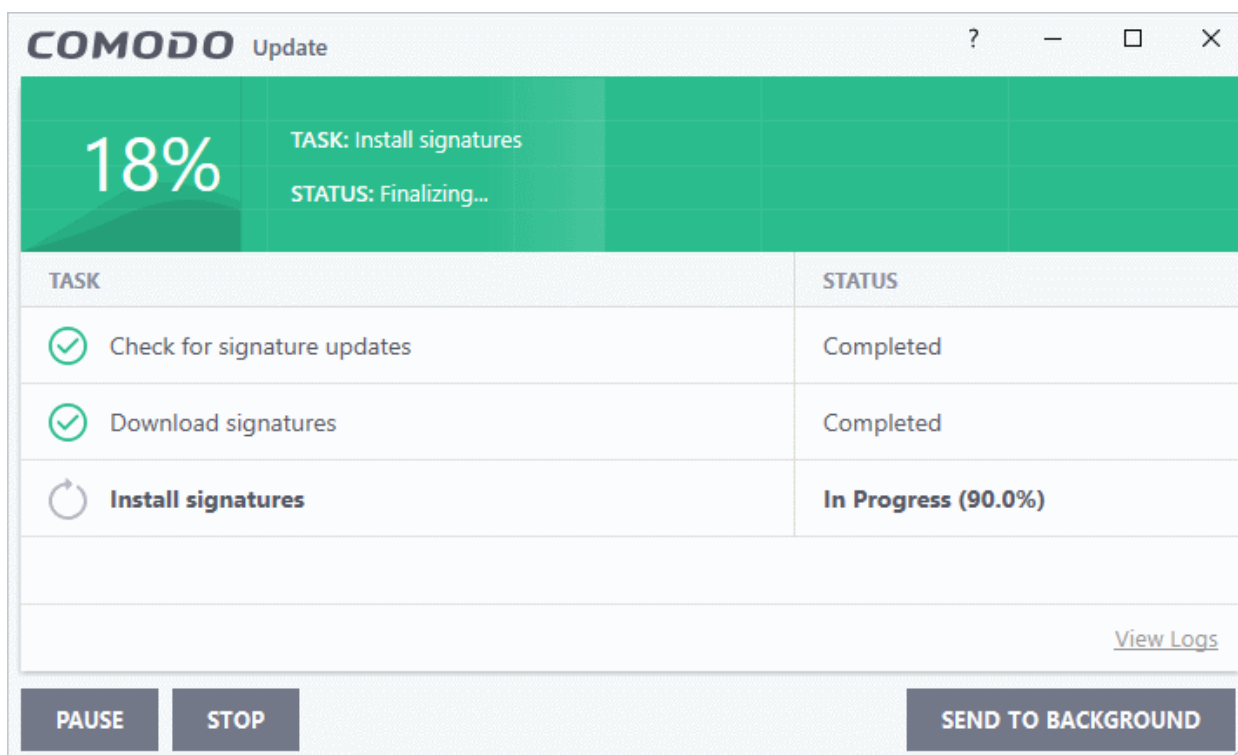 COMODO Update ?
18%
TASK: Install signatures
STATUS: Finalizing...
TASK STATUS
Check for signature updates Completed
Download signatures Completed
Install signatures In Progress (90.0%)
View Logs
PAUSE STOP SEND TO BACKGROUND